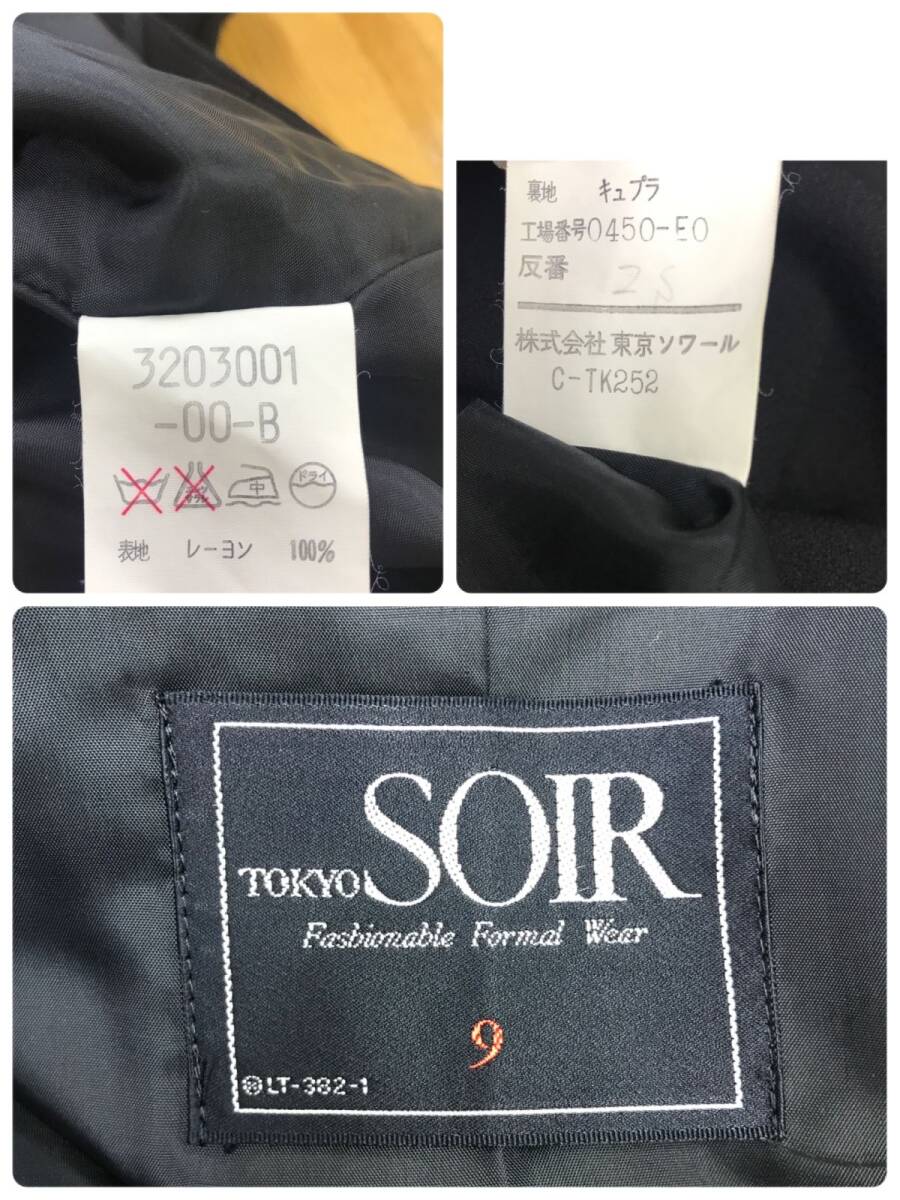 3203001
-00-B
中 ドライ
表地 レーヨン 100%
裏地 キュプラ
工場番号0450-E0
反番 28
株式会社 東京ソワール
C-TK252
TOKYO SOIR
Fashionable Formal Wear
9
LT-382-1